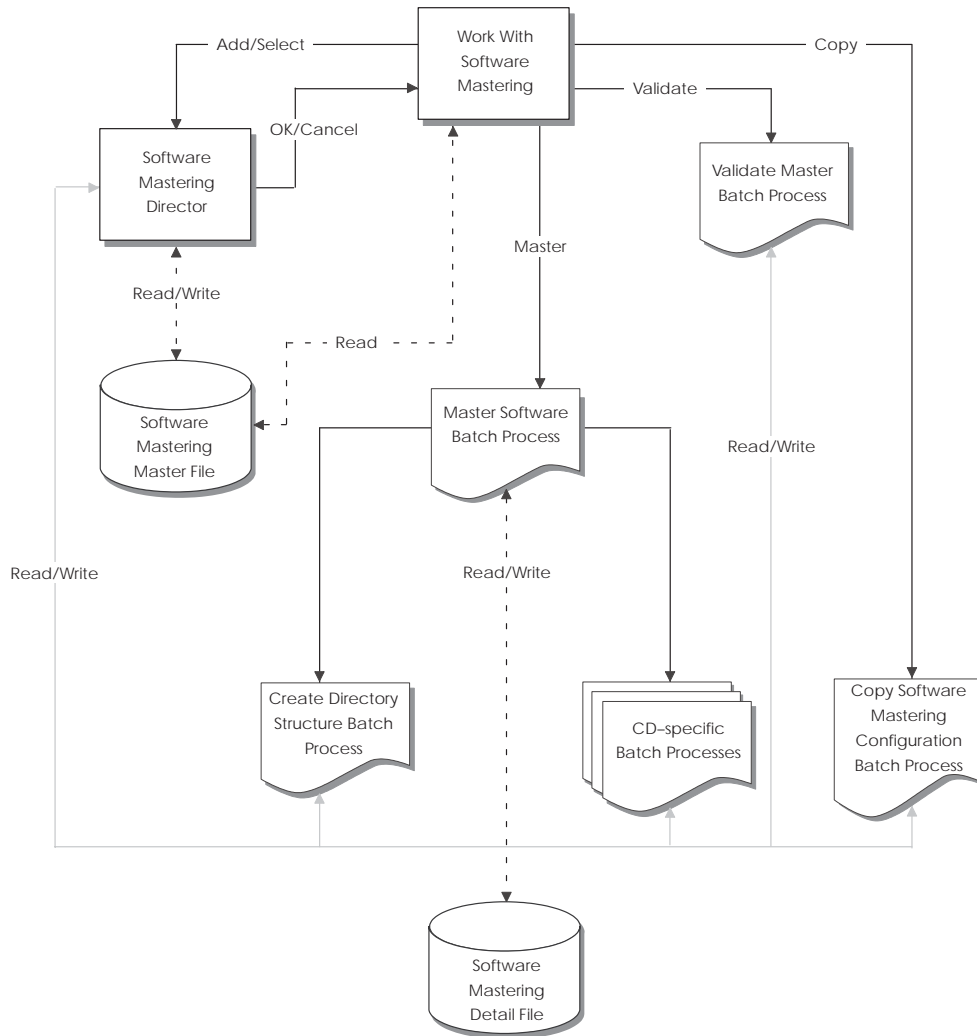 Add/Select
Work With
Software
Mastering
Copy
Validate
OK/Cancel
Software
Mastering
Director
Validate Master
Batch Process
Master
Read/Write
Read
Software
Mastering
Master File
Master Software
Batch Process
Read/Write
Read/Write
Read/Write
Create Directory
Structure Batch
Process
CD-specific
Batch Processes
Copy Software
Mastering
Configuration
Batch Process
Software
Mastering
Detail File